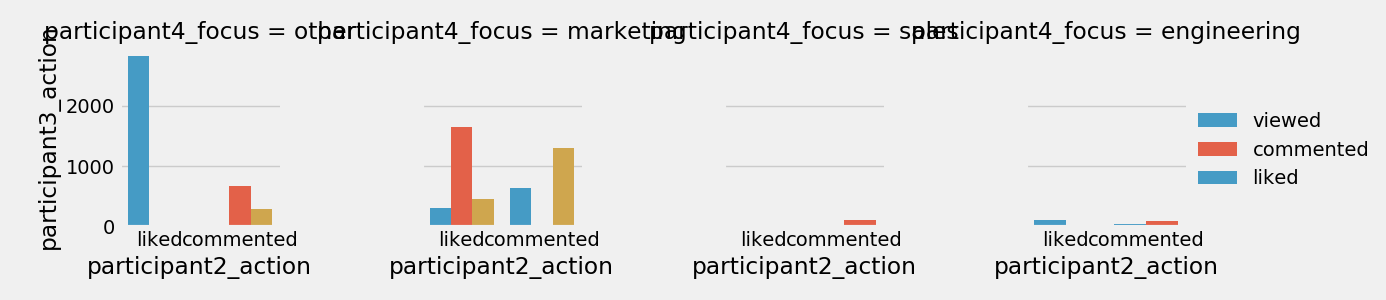 participant4_focus = other
participant4_focus = marketing
participant4_focus = sales
participant4_focus = engineering
participant3_action
2000
1000
0
viewed
commented
liked
liked commented
liked commented
liked commented
liked commented
participant2_action
participant2_action
participant2_action
participant2_action